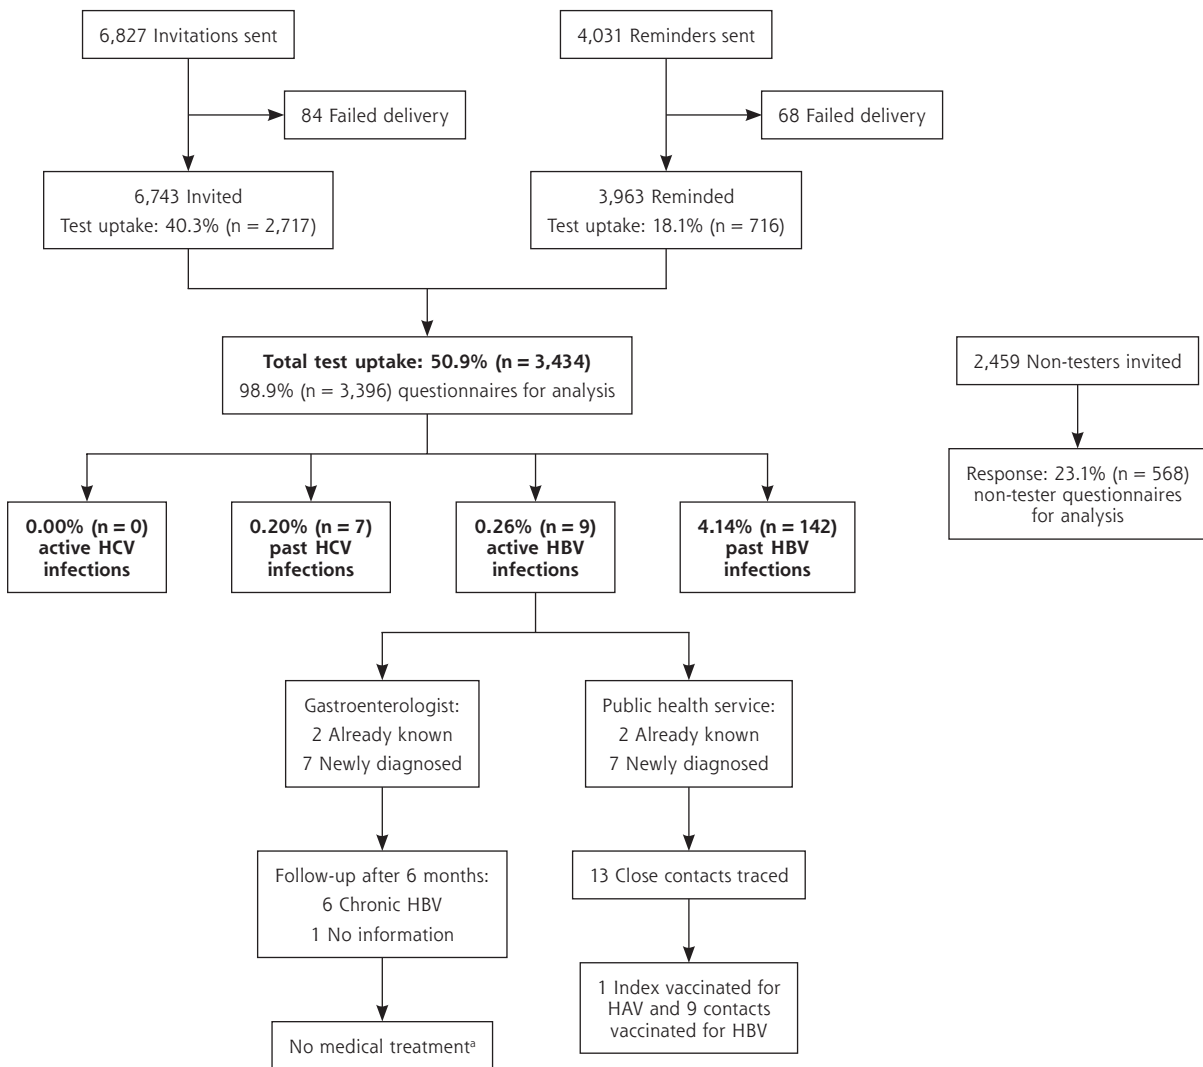 6,827 Invitations sent
4,031 Reminders sent
84 Failed delivery
68 Failed delivery
6,743 Invited
Test uptake: 40.3% (n = 2,717)
3,963 Reminded
Test uptake: 18.1% (n = 716)
Total test uptake: 50.9% (n = 3,434)
98.9% (n = 3,396) questionnaires for analysis
2,459 Non-testers invited
Response: 23.1% (n = 568)
non-tester questionnaires
for analysis
0.00% (n = 0)
active HCV
infections
0.20% (n = 7)
past HCV
infections
0.26% (n = 9)
active HBV
infections
4.14% (n = 142)
past HBV
infections
Gastroenterologist:
2 Already known
7 Newly diagnosed
Public health service:
2 Already known
7 Newly diagnosed
Follow-up after 6 months:
6 Chronic HBV
1 No information
13 Close contacts traced
1 Index vaccinated for
HAV and 9 contacts
vaccinated for HBV
No medical treatmentᵃ